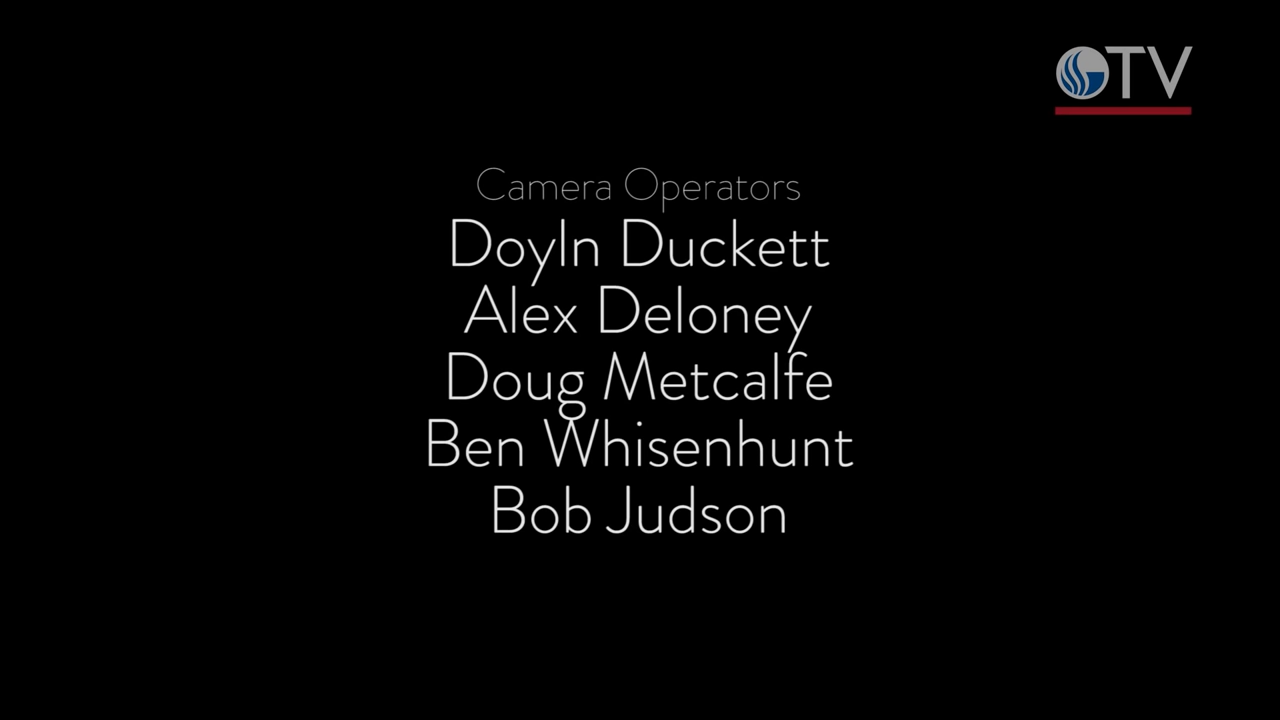 TV
Camera Operators
Doyln Duckett
Alex Deloney
Doug Metcalfe
Ben Whisenhunt
Bob Judson